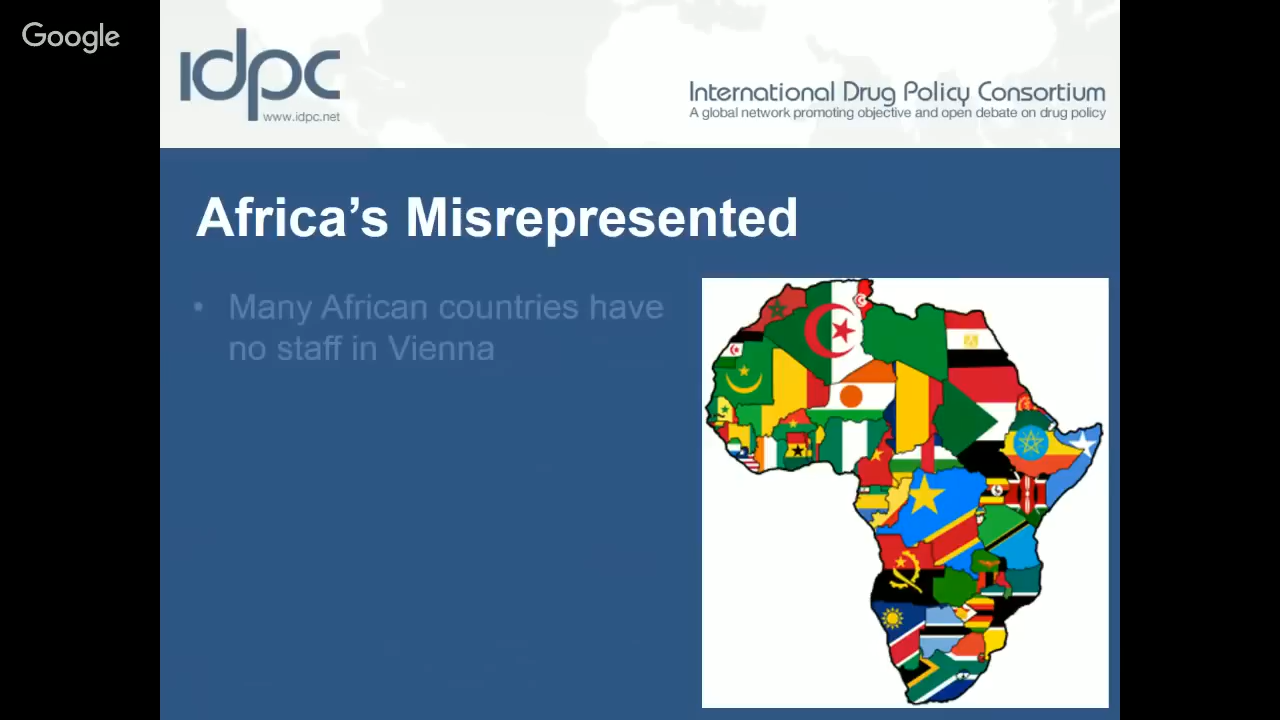 Google
idpc
www.idpc.net
International Drug Policy Consortium
A global network promoting objective and open debate on drug policy
Africa’s Misrepresented
• Many African countries have
no staff in Vienna